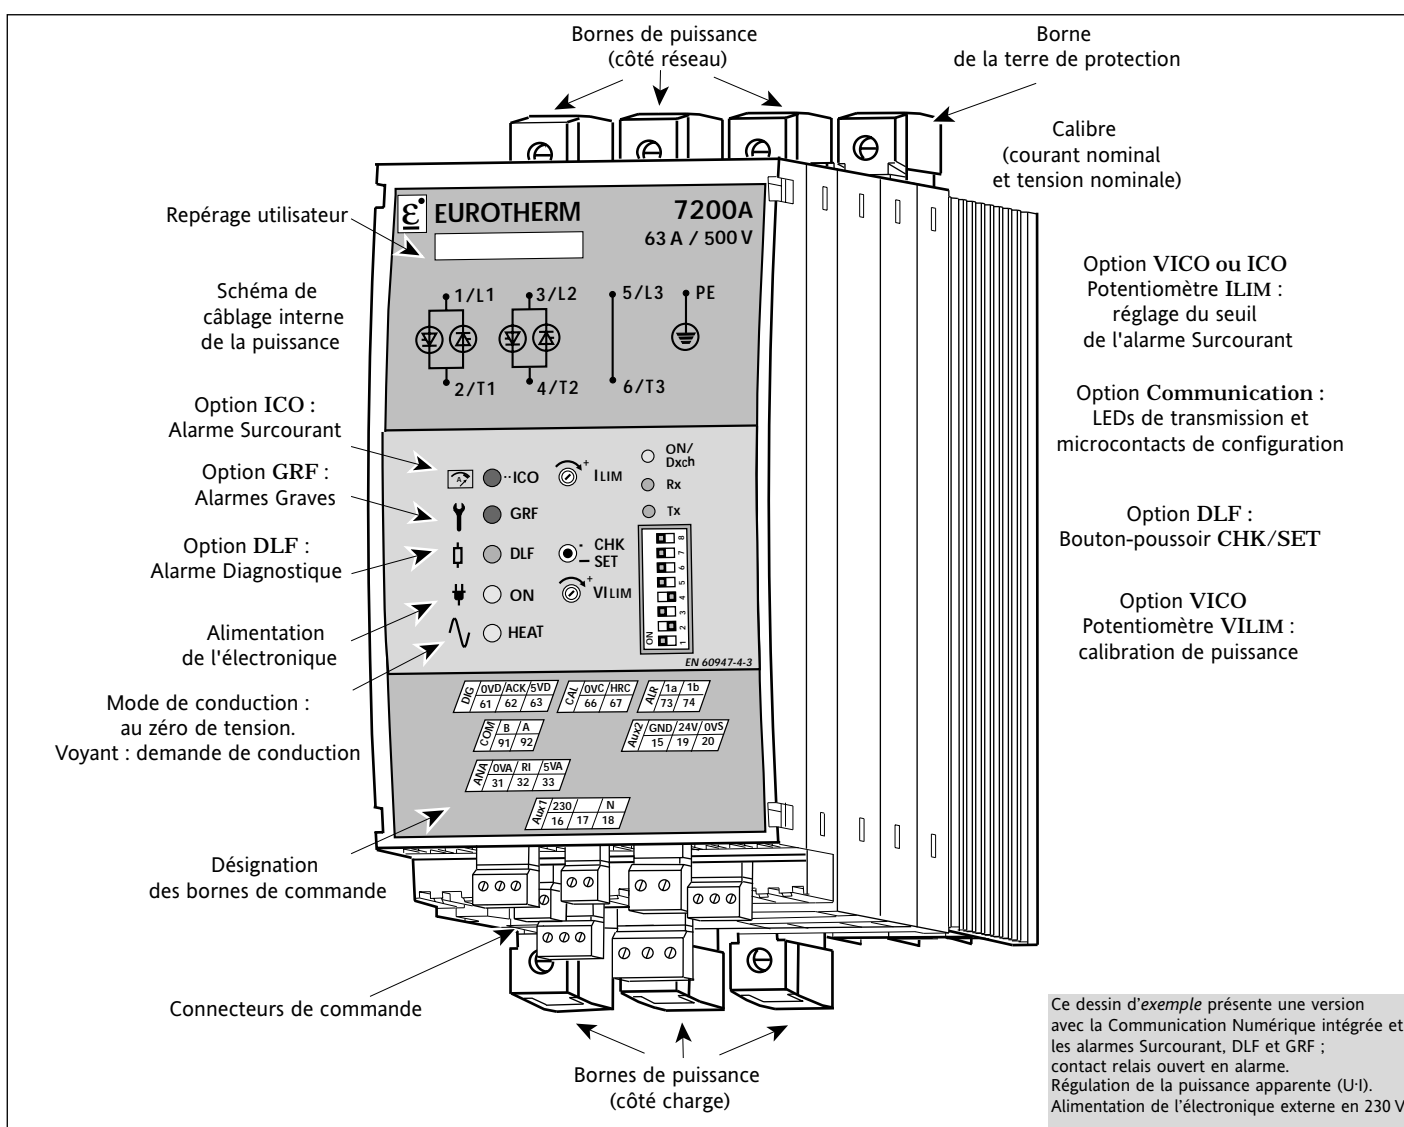 Bornes de puissance
(côté réseau)
Borne
de la terre de protection
Calibre
(courant nominal
et tension nominale)
Repérage utilisateur
ε EUROTHERM
7200A
63 A / 500 V
Schéma de
câblage interne
de la puissance
1/L1
3/L2
5/L3
PE
2/T1
4/T2
6/T3
Option VICO ou ICO
Potentiomètre ILIM :
réglage du seuil
de l'alarme Surcourant
Option ICO :
Alarme Surcourant
Option GRF :
Alarmes Graves
Option DLF :
Alarme Diagnostique
Alimentation
de l'électronique
Mode de conduction :
au zéro de tension.
Voyant : demande de conduction
A
ICO
+
ILIM
GRF
DLF
- CHK
SET
ON
+
VILIM
HEAT
ON/
Dxch
Rx
Tx
8
7
6
5
4
3
2
1
ON
EN 60947-4-3
Option Communication :
LEDs de transmission et
microcontacts de configuration
Option DLF :
Bouton-poussoir CHK/SET
Option VICO
Potentiomètre VILIM :
calibration de puissance
DIG 0VD ACK 5VD
61 62 63
CAL 0VC HRC
66 67
ALR 1a 1b
73 74
COM B A
91 92
Aux2 GND 24V 0VS
15 19 20
ANA 0VA RI 5VA
31 32 33
Aux1 230 N
16 17 18
Désignation
des bornes de commande
Connecteurs de commande
Bornes de puissance
(côté charge)
Ce dessin d'exemple présente une version
avec la Communication Numérique intégrée et
les alarmes Surcourant, DLF et GRF ;
contact relais ouvert en alarme.
Régulation de la puissance apparente (U·I).
Alimentation de l'électronique externe en 230 V